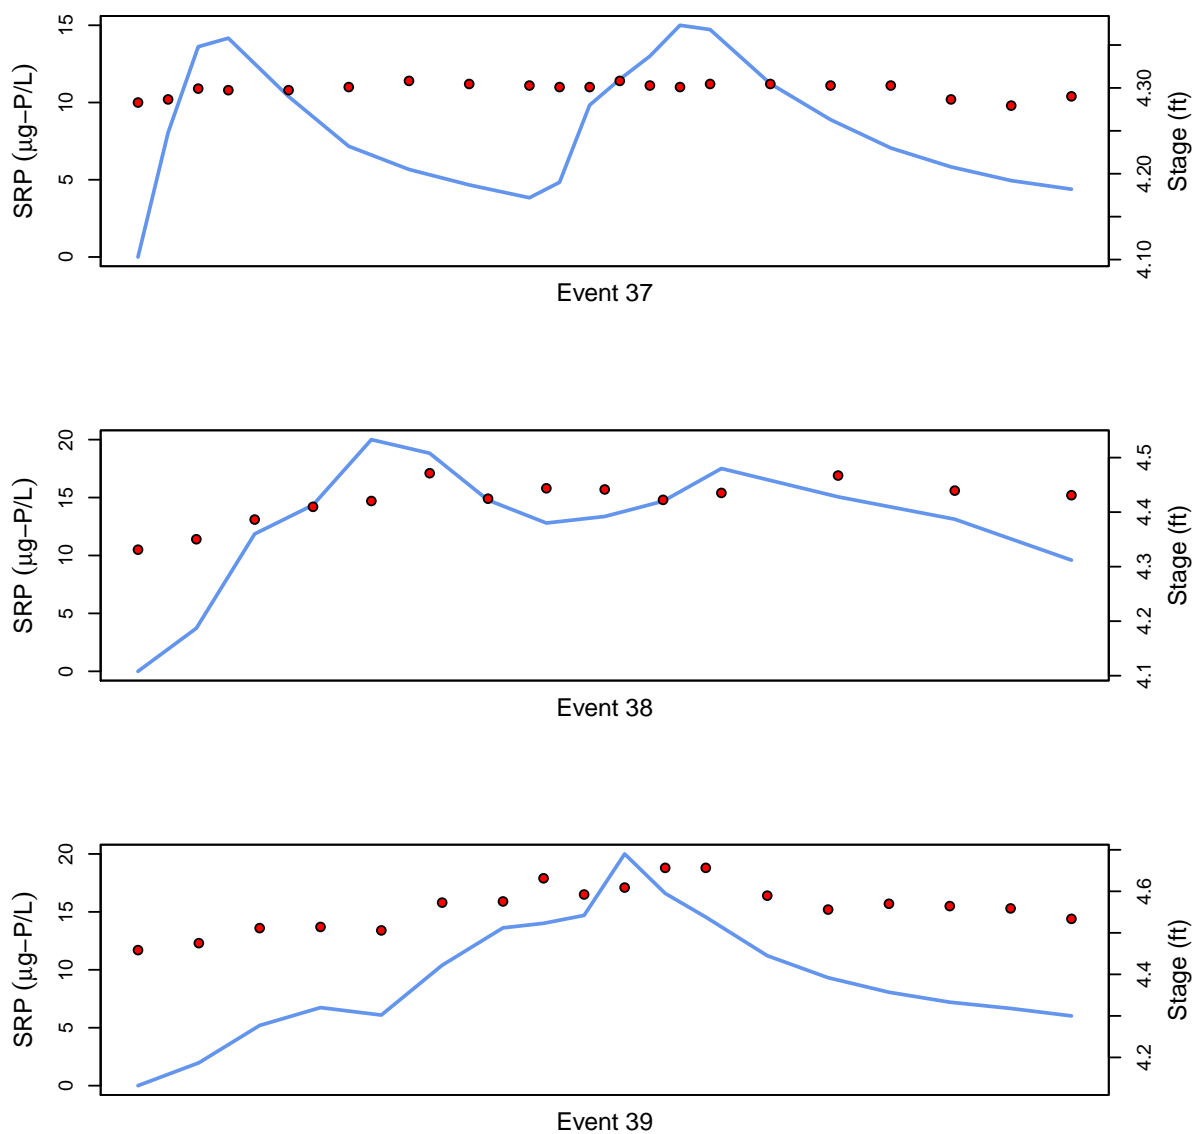 SRP (μg−P/L)
0
5
10
15
4.10
4.20
4.30
Stage (ft)
Event 37
SRP (μg−P/L)
0
5
10
15
20
4.1
4.2
4.3
4.4
4.5
Stage (ft)
Event 38
SRP (μg−P/L)
0
5
10
15
20
4.2
4.4
4.6
Stage (ft)
Event 39